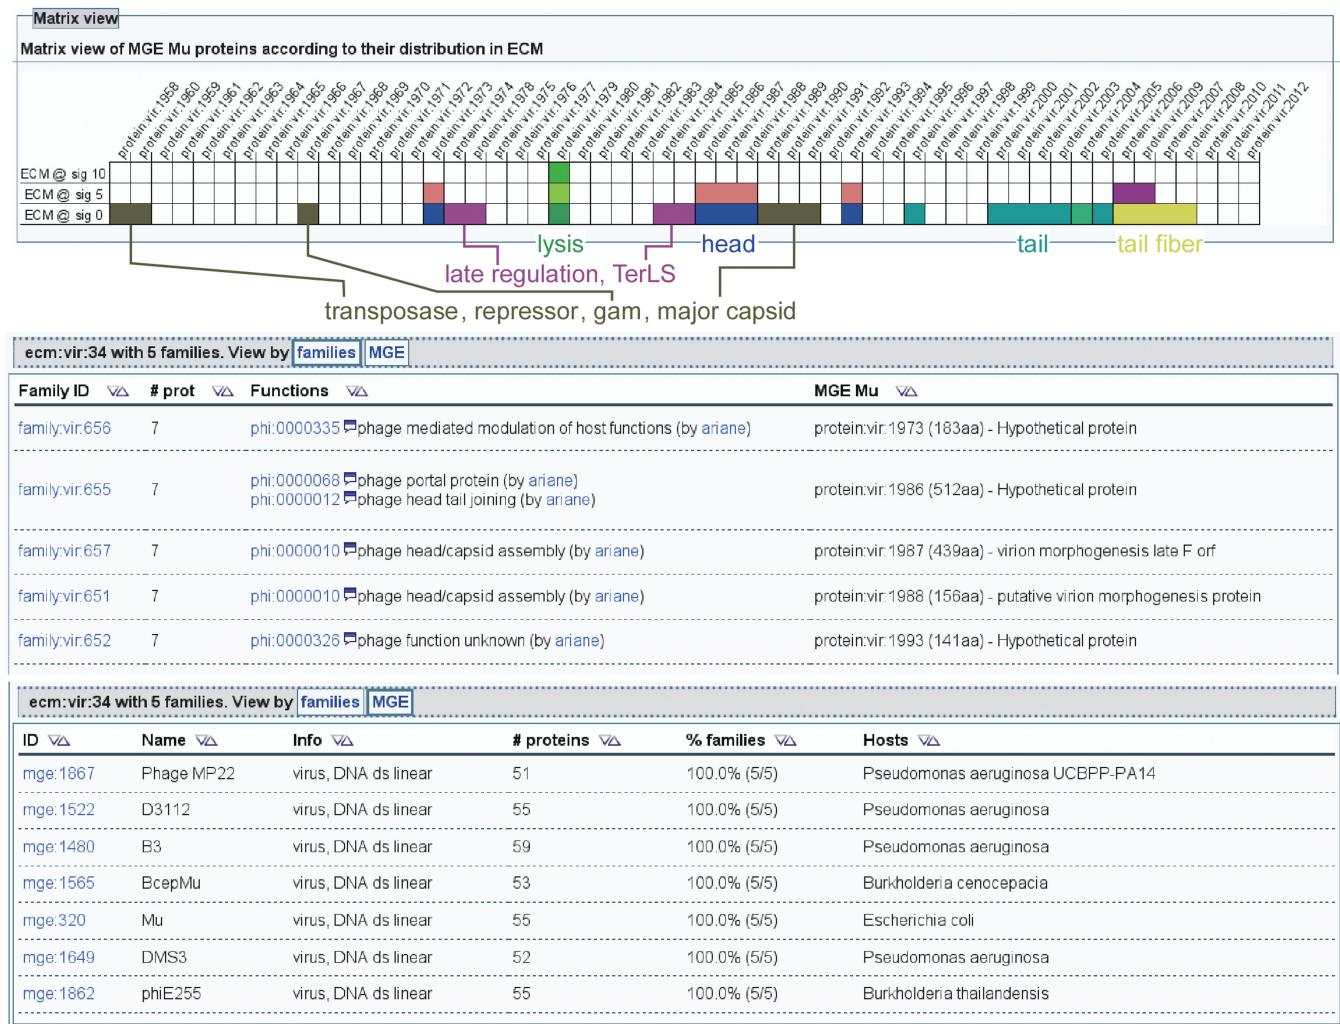 Matrix view
Matrix view of MGE Mu proteins according to their distribution in ECM
protein:vir:1958
protein:vir:1960
protein:vir:1959
protein:vir:1961
protein:vir:1962
protein:vir:1963
protein:vir:1964
protein:vir:1965
protein:vir:1966
protein:vir:1967
protein:vir:1968
protein:vir:1969
protein:vir:1970
protein:vir:1971
protein:vir:1972
protein:vir:1973
protein:vir:1974
protein:vir:1978
protein:vir:1975
protein:vir:1976
protein:vir:1977
protein:vir:1979
protein:vir:1980
protein:vir:1981
protein:vir:1982
protein:vir:1983
protein:vir:1984
protein:vir:1985
protein:vir:1986
protein:vir:1987
protein:vir:1988
protein:vir:1989
protein:vir:1990
protein:vir:1991
protein:vir:1992
protein:vir:1993
protein:vir:1994
protein:vir:1995
protein:vir:1996
protein:vir:1997
protein:vir:1998
protein:vir:1999
protein:vir:2000
protein:vir:2001
protein:vir:2002
protein:vir:2003
protein:vir:2004
protein:vir:2005
protein:vir:2006
protein:vir:2009
protein:vir:2007
protein:vir:2008
protein:vir:2010
protein:vir:2011
protein:vir:2012
ECM @ sig 10
ECM @ sig 5
ECM @ sig 0
lysis head tail tail fiber
late regulation, TerLS
transposase, repressor, gam, major capsid
ecm:vir:34 with 5 families. View by families MGE
Family ID # prot Functions MGE Mu
family:vir:656 7 phi:0000335 phage mediated modulation of host functions (by ariane) protein:vir:1973 (183aa) - Hypothetical protein
family:vir:655 7 phi:0000068 phage portal protein (by ariane) protein:vir:1986 (512aa) - Hypothetical protein
phi:0000012 phage head tail joining (by ariane)
family:vir:657 7 phi:0000010 phage head/capsid assembly (by ariane) protein:vir:1987 (439aa) - virion morphogenesis late F orf
family:vir:651 7 phi:0000010 phage head/capsid assembly (by ariane) protein:vir:1988 (156aa) - putative virion morphogenesis protein
family:vir:652 7 phi:0000326 phage function unknown (by ariane) protein:vir:1993 (141aa) - Hypothetical protein
ecm:vir:34 with 5 families. View by families MGE
ID Name Info # proteins % families Hosts
mge:1867 Phage MP22 virus, DNA ds linear 51 100.0% (5/5) Pseudomonas aeruginosa UCBPP-PA14
mge:1522 D3112 virus, DNA ds linear 55 100.0% (5/5) Pseudomonas aeruginosa
mge:1480 B3 virus, DNA ds linear 59 100.0% (5/5) Pseudomonas aeruginosa
mge:1565 BcepMu virus, DNA ds linear 53 100.0% (5/5) Burkholderia cenocepacia
mge:320 Mu virus, DNA ds linear 55 100.0% (5/5) Escherichia coli
mge:1649 DMS3 virus, DNA ds linear 52 100.0% (5/5) Pseudomonas aeruginosa
mge:1862 phiE255 virus, DNA ds linear 55 100.0% (5/5) Burkholderia thailandensis